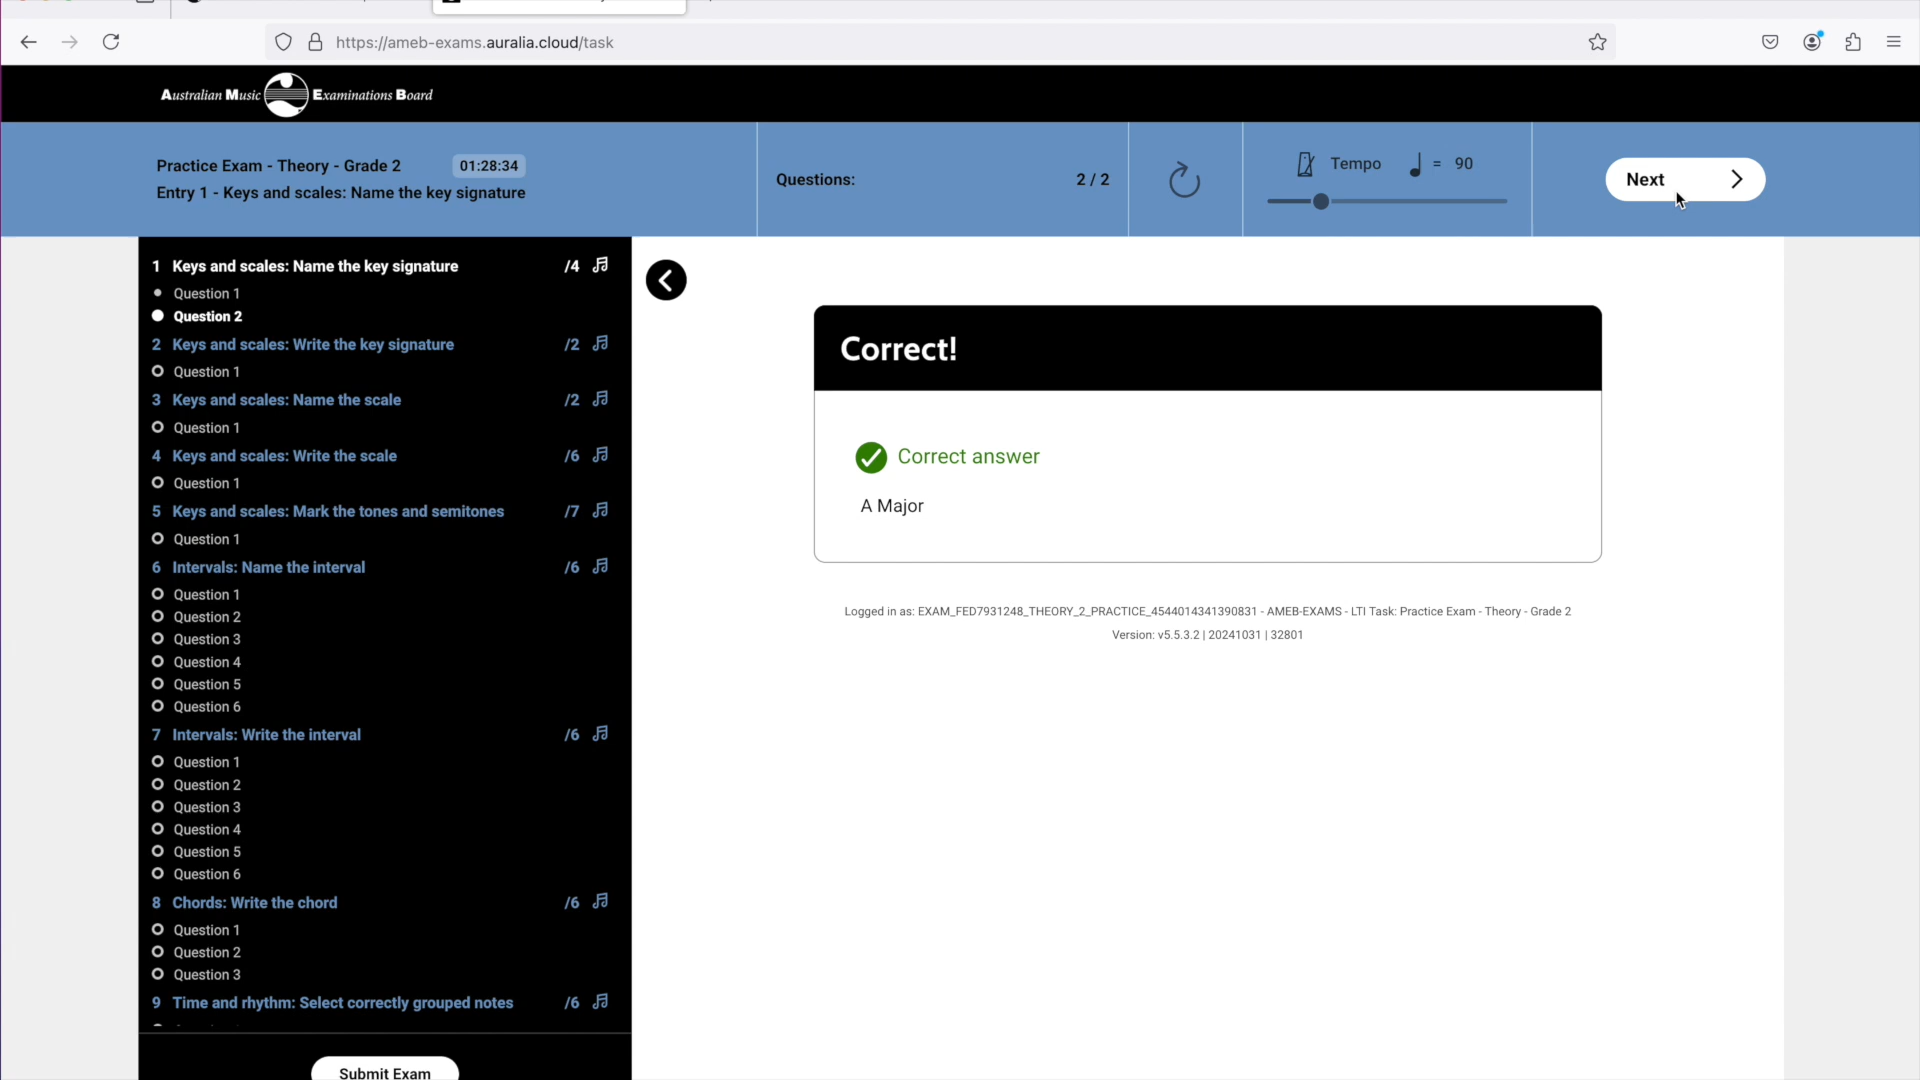 https://ameb-exams.auralia.cloud/task
Australian Music Examinations Board
Practice Exam - Theory - Grade 2 01:28:34
Entry 1 - Keys and scales: Name the key signature
Questions: 2 / 2
Tempo = 90
Next
1 Keys and scales: Name the key signature /4
Question 1
Question 2
2 Keys and scales: Write the key signature /2
Question 1
3 Keys and scales: Name the scale /2
Question 1
4 Keys and scales: Write the scale /6
Question 1
5 Keys and scales: Mark the tones and semitones /7
Question 1
6 Intervals: Name the interval /6
Question 1
Question 2
Question 3
Question 4
Question 5
Question 6
7 Intervals: Write the interval /6
Question 1
Question 2
Question 3
Question 4
Question 5
Question 6
8 Chords: Write the chord /6
Question 1
Question 2
Question 3
9 Time and rhythm: Select correctly grouped notes /6
Submit Exam
Correct!
Correct answer
A Major
Logged in as: EXAM_FED7931248_THEORY_2_PRACTICE_4544014341390831 - AMEB-EXAMS - LTI Task: Practice Exam - Theory - Grade 2
Version: v5.5.3.2 | 20241031 | 32801